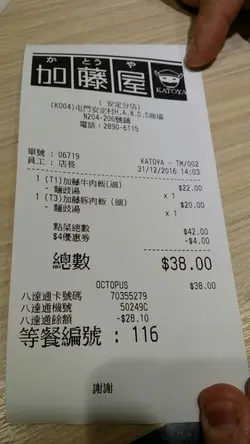 かとうや
加藤屋
KATOYA
( 安定分店)
(K004)屯門安定村H.A.N.D.S商場
N204-206號鋪
電話：2890-6115
單號 : 06719
KATOYA - TM/002
員工 : 店長
31/12/2016 14:03
1 (T1)加藤牛肉飯(細) $22.00
- 麵豉湯 x 1
1 (T3)加藤豚肉飯(細) $20.00
- 麵豉湯 x 1
點菜總數 $42.00
$4優惠券 -$4.00
總數 $38.00
OCTOPUS $38.00
八達通卡號碼 70355279
八達通機號 50249C
八達通餘額 -$28.10
等餐編號 : 116
謝謝